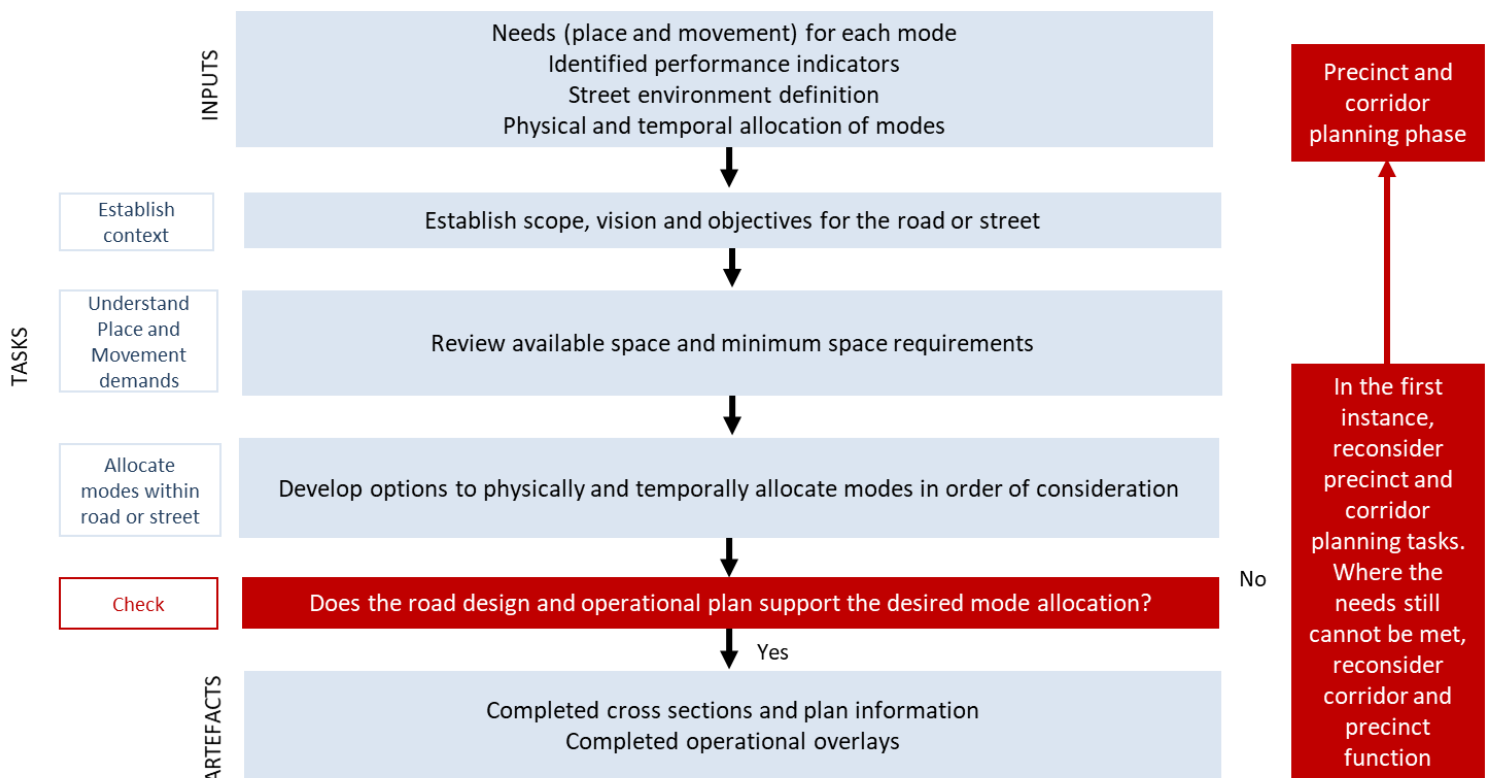 INPUTS
Needs (place and movement) for each mode
Identified performance indicators
Street environment definition
Physical and temporal allocation of modes
Precinct and
corridor
planning phase
TASKS
Establish
context
Establish scope, vision and objectives for the road or street
Understand
Place and
Movement
demands
Review available space and minimum space requirements
Allocate
modes within
road or street
Develop options to physically and temporally allocate modes in order of consideration
Check
Does the road design and operational plan support the desired mode allocation?
No
Yes
In the first
instance,
reconsider
precinct and
corridor
planning tasks.
Where the
needs still
cannot be met,
reconsider
corridor and
precinct
function
ARTEFACTS
Completed cross sections and plan information
Completed operational overlays